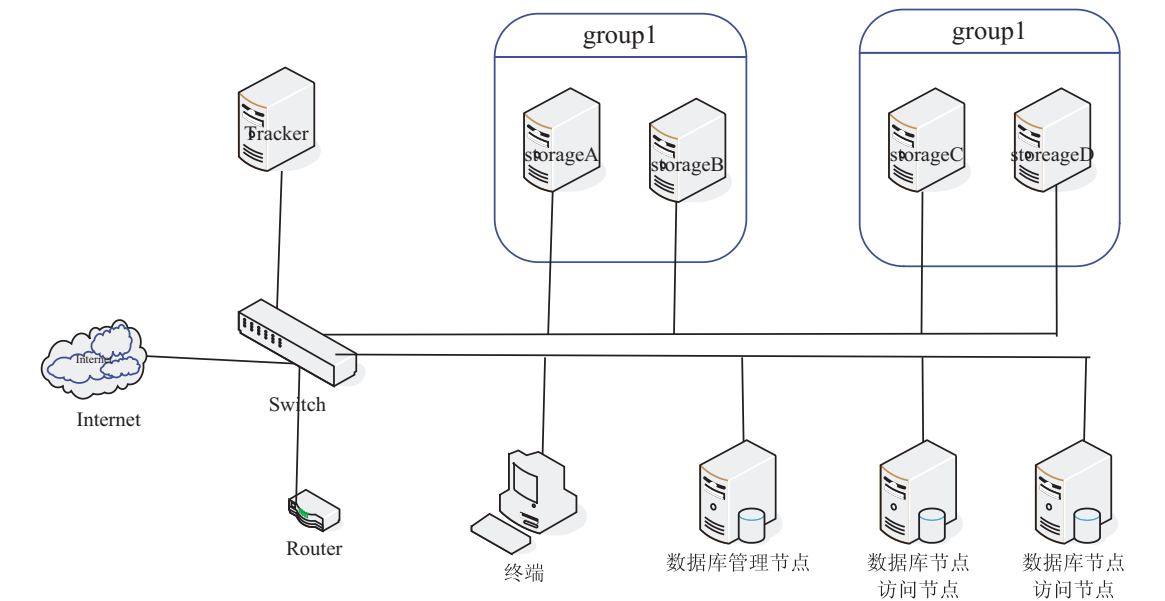 group1
group1
Tracker
storageA
storageB
storageC
storeageD
Internet
Internet
Switch
Router
终端
数据库管理节点
数据库节点
访问节点
数据库节点
访问节点